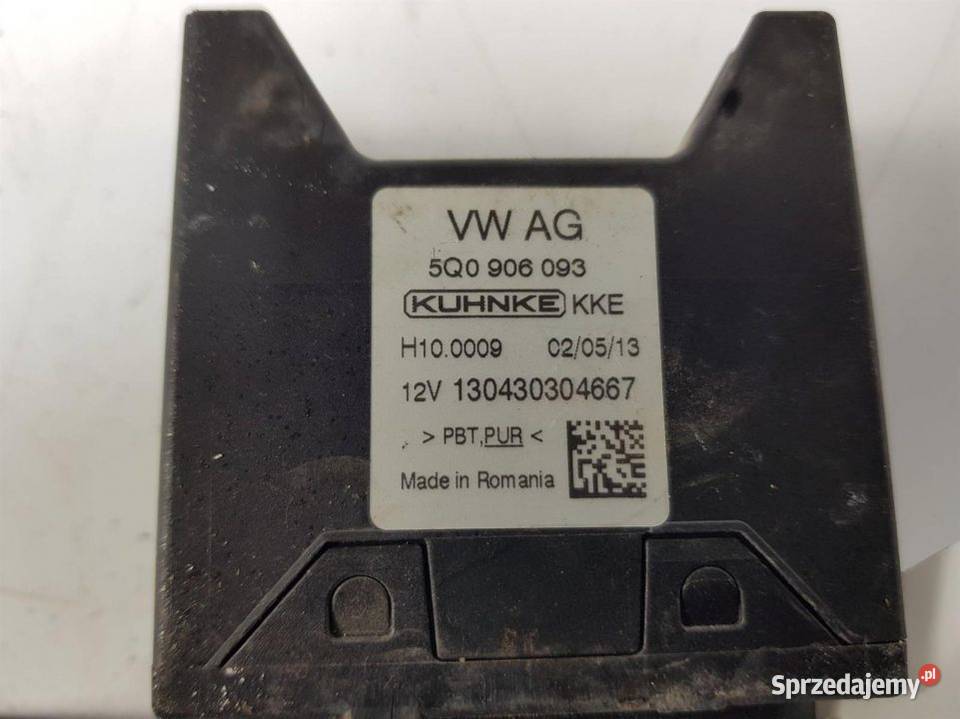 VW AG
5Q0 906 093
KUHNKE KKE
H10.0009 02/05/13
12V 130430304667
> PBT,PUR <
Made in Romania
Sprzedajemy.pl